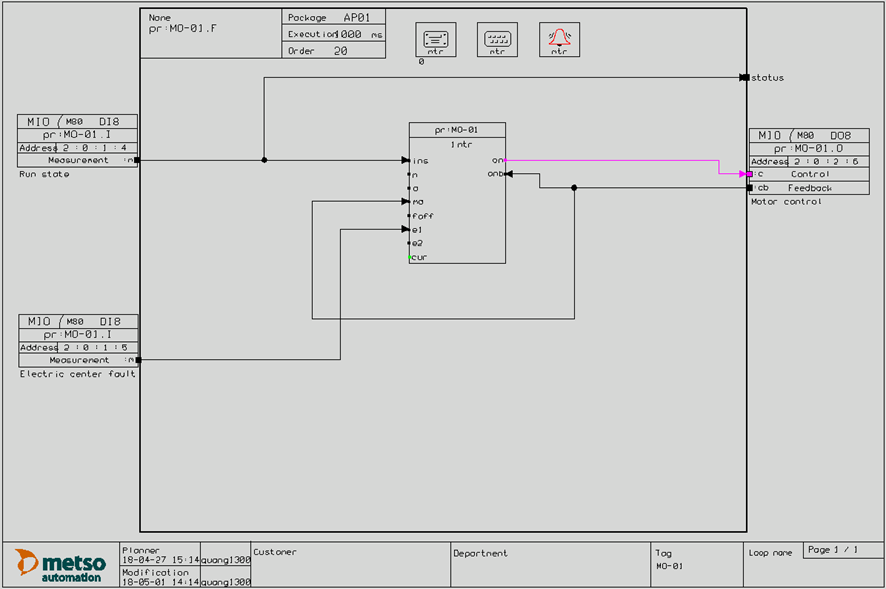 Name
pr:MO-01.F
Package AP01
Execution 1000 ms
Order 20
mtr
0
mtr
mtr
status
MIO / M80 DI8
pr:MO-01.I
Address 2 : 0 : 1 : 4
Measurement :m
Run state
pr:MO-01
1mtr
ins
n
a
ma
foff
e1
e2
cur
on
onb
MIO / M80 DO8
pr:MO-01.O
Address 2 : 0 : 2 : 6
:c Control
:cb Feedback
Motor control
MIO / M80 DI8
pr:MO-01.I
Address 2 : 0 : 1 : 5
Measurement :m
Electric center fault
metso
automation
Planner
18-04-27 15:14 quang1300
Modification
18-05-01 14:14 quang1300
Customer
Department
Tag
MO-01
Loop name
Page 1 / 1